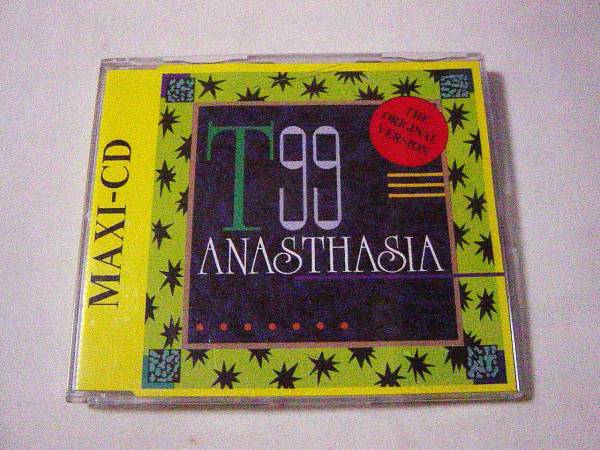 MAXI-CD
T99
ANASTHASIA
THE
ORIGINAL
VERSION